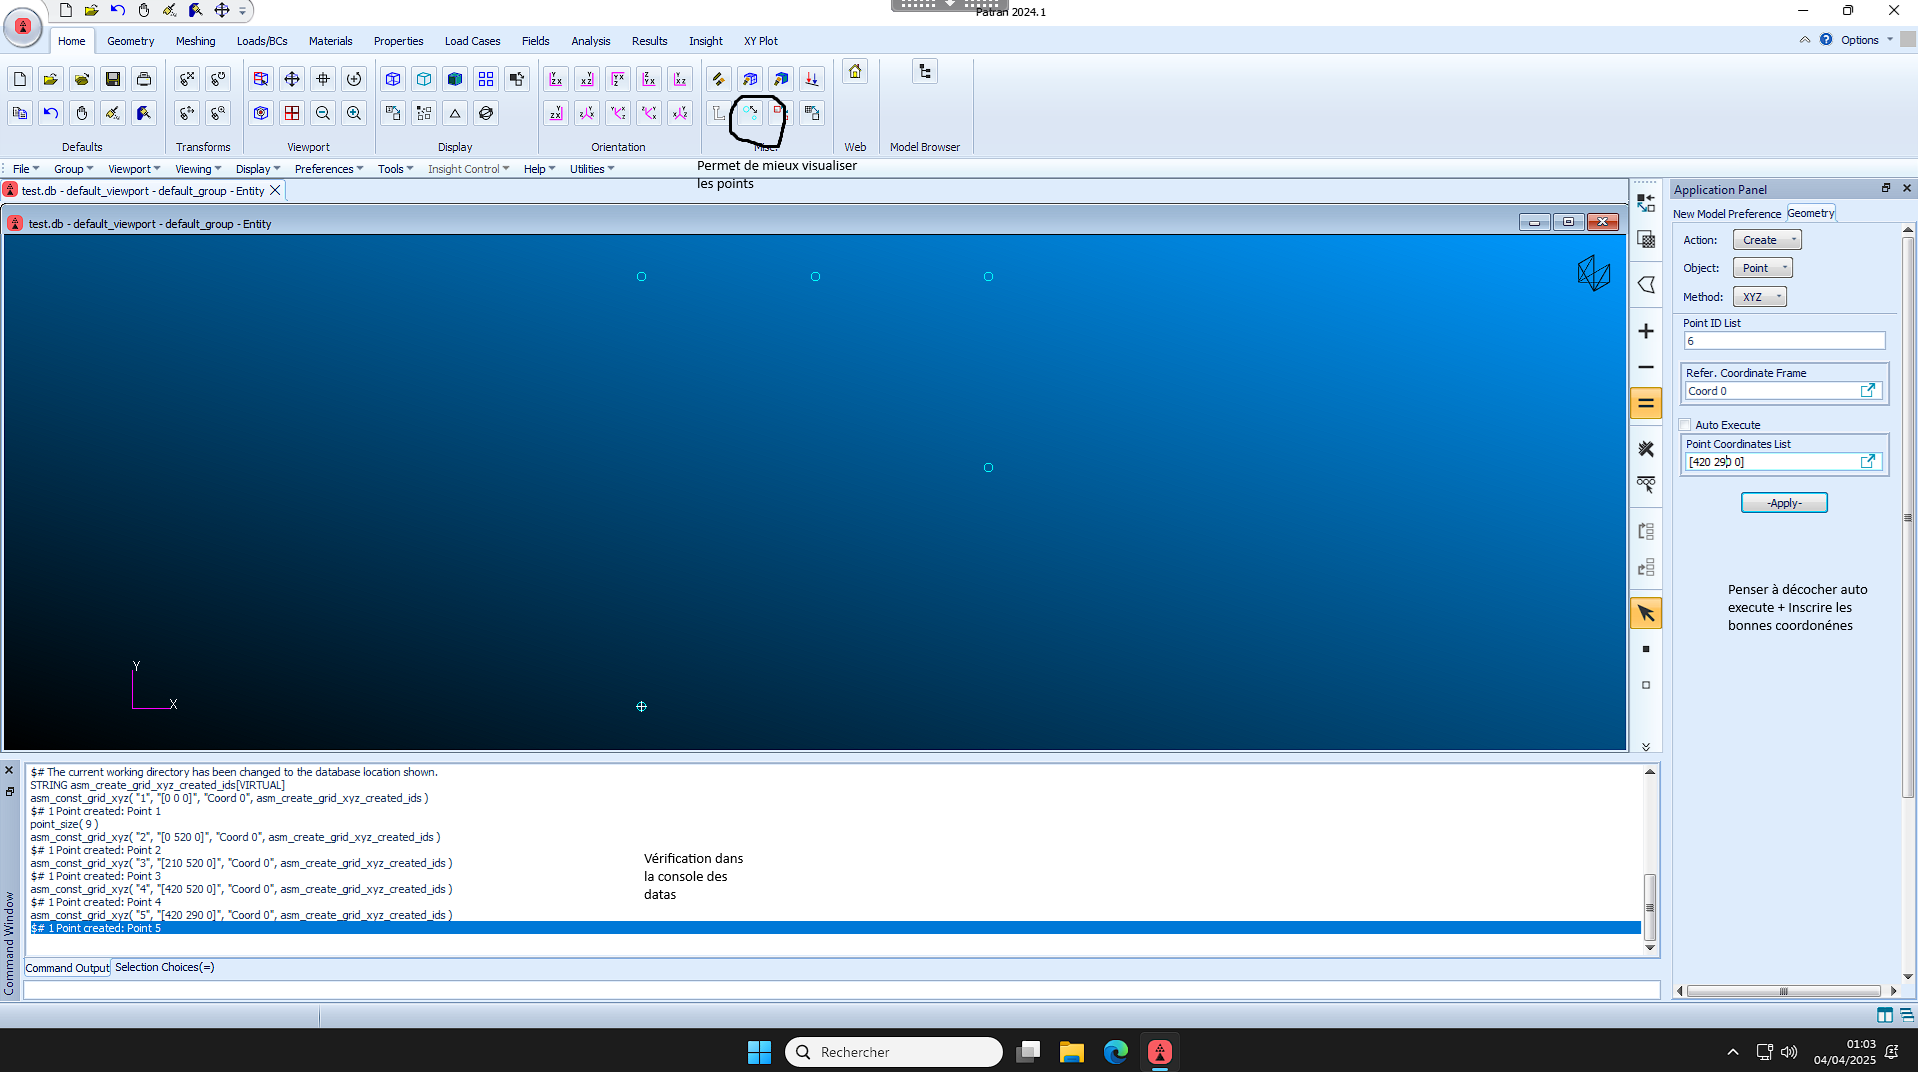 Patran 2024.1
Home Geometry Meshing Loads/BCs Materials Properties Load Cases Fields Analysis Results Insight XY Plot Options
Defaults Transforms Viewport Display Orientation Misc. Web Model Browser
File Group Viewport Viewing Display Preferences Tools Insight Control Help Utilities
Permet de mieux visualiser
les points
test.db - default_viewport - default_group - Entity
test.db - default_viewport - default_group - Entity
Y
X
Application Panel
New Model Preference Geometry
Action: Create
Object: Point
Method: XYZ
Point ID List
6
Refer. Coordinate Frame
Coord 0
Auto Execute
Point Coordinates List
[420 290 0]
-Apply-
Penser à décocher auto
execute + Inscrire les
bonnes coordonénes
$# The current working directory has been changed to the database location shown.
STRING asm_create_grid_xyz_created_ids[VIRTUAL]
asm_const_grid_xyz( "1", "[0 0 0]", "Coord 0", asm_create_grid_xyz_created_ids )
$# 1 Point created: Point 1
point_size( 9 )
asm_const_grid_xyz( "2", "[0 520 0]", "Coord 0", asm_create_grid_xyz_created_ids )
$# 1 Point created: Point 2
asm_const_grid_xyz( "3", "[210 520 0]", "Coord 0", asm_create_grid_xyz_created_ids )
$# 1 Point created: Point 3
asm_const_grid_xyz( "4", "[420 520 0]", "Coord 0", asm_create_grid_xyz_created_ids )
$# 1 Point created: Point 4
asm_const_grid_xyz( "5", "[420 290 0]", "Coord 0", asm_create_grid_xyz_created_ids )
$# 1 Point created: Point 5
Vérification dans
la console des
datas
Command Window
Command Output Selection Choices(=)
Rechercher
01:03
04/04/2025